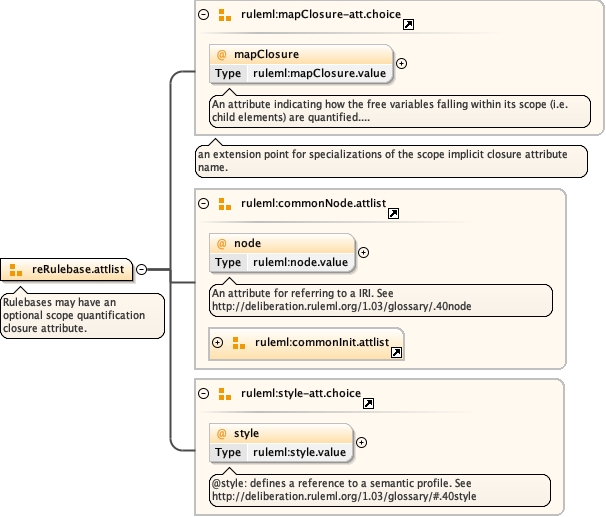 ruleml:mapClosure-att.choice
@ mapClosure
Type ruleml:mapClosure.value
An attribute indicating how the free variables falling within its scope (i.e.
child elements) are quantified....
an extension point for specializations of the scope implicit closure attribute
name.
ruleml:commonNode.attlist
@ node
Type ruleml:node.value
reRulebase.attlist
Rulebases may have an
optional scope quantification
closure attribute.
An attribute for referring to a IRI. See
http://deliberation.ruleml.org/1.03/glossary/.40node
ruleml:commonInit.attlist
ruleml:style-att.choice
@ style
Type ruleml:style.value
@style: defines a reference to a semantic profile. See
http://deliberation.ruleml.org/1.03/glossary/#.40style